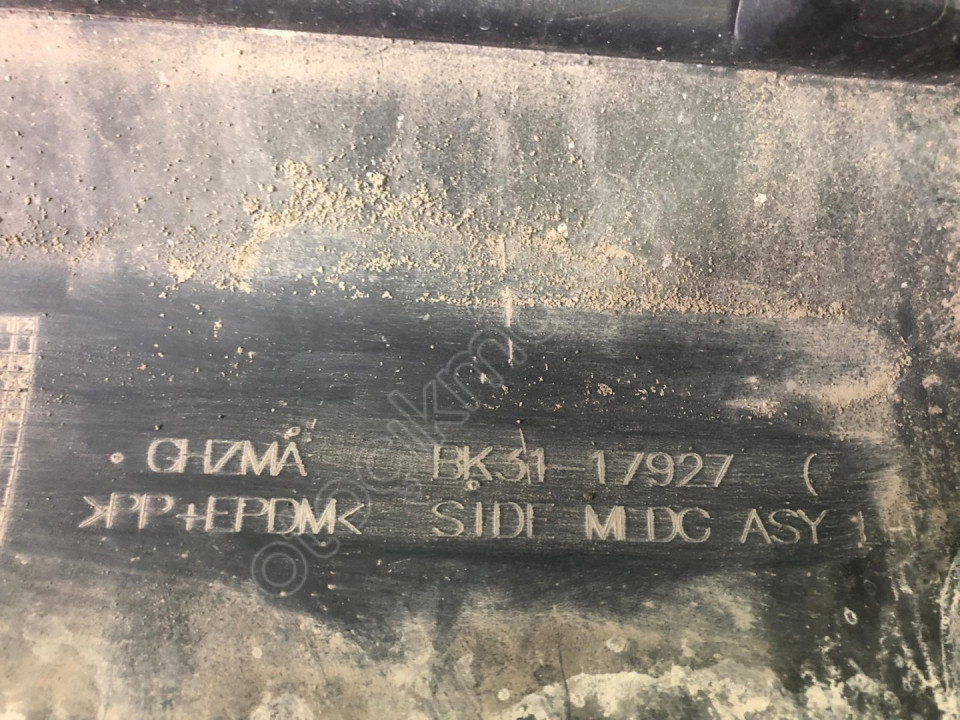 · GHZMA BK31-17927 (
>PP+EPDM< SIDE MLDG ASY